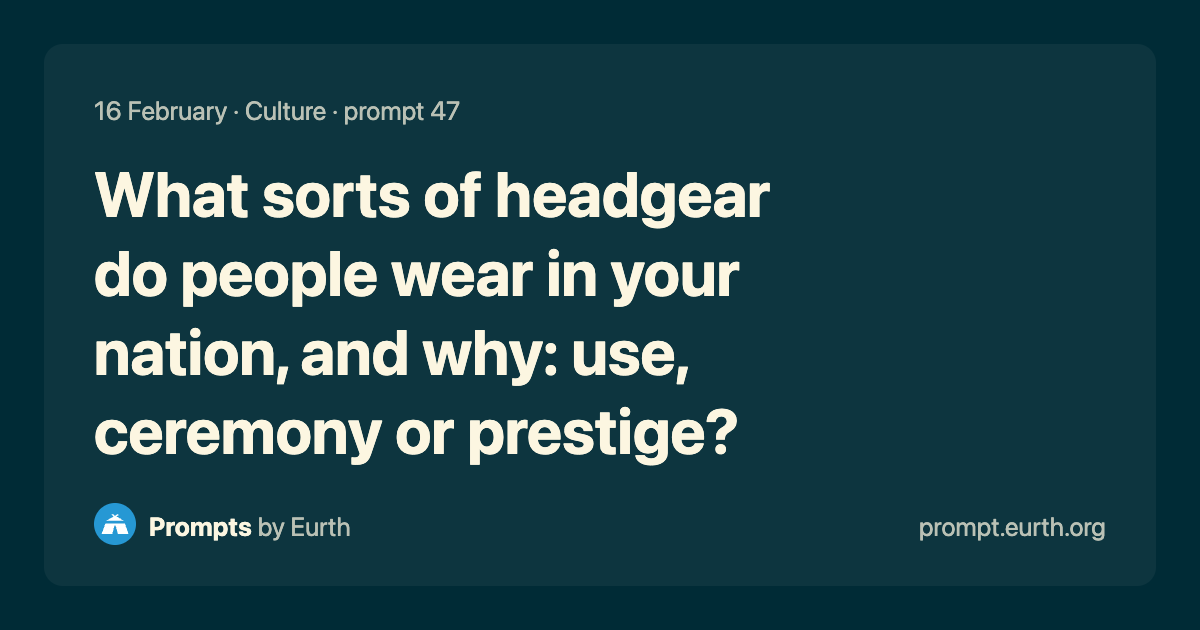 16 February · Culture · prompt 47
What sorts of headgear
do people wear in your
nation, and why: use,
ceremony or prestige?
Prompts by Eurth
prompt.eurth.org